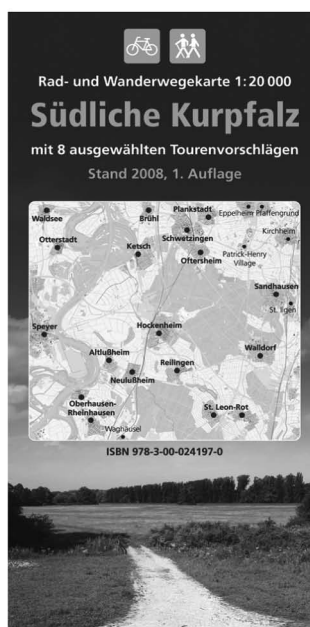 Rad- und Wanderwegekarte 1:20 000
Südliche Kurpfalz
mit 8 ausgewählten Tourenvorschlägen
Stand 2008, 1. Auflage
Waidsee
Brühl
Plankstadt
Eppelheim
Pfaffengrund
Otterstadt
Ketsch
Schwetzingen
Kirchheim
Oftersheim
Patrick-Henry
Village
Sandhausen
St. Ilgen
Speyer
Hockenheim
Altlußheim
Walldorf
Reilingen
Neulußheim
Oberhausen-
Rheinhausen
St. Leon-Rot
Waghäusel
ISBN 978-3-00-024197-0